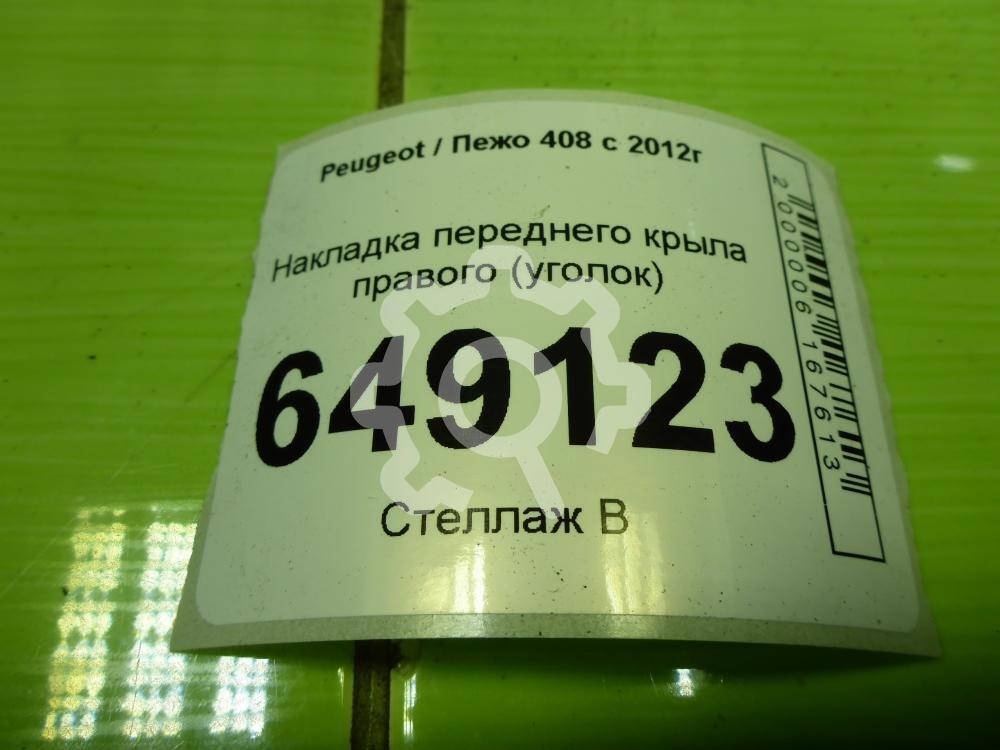 Peugeot / Пежо 408 с 2012г
Накладка переднего крыла
правого (уголок)
649123
Стеллаж В
2000006167613